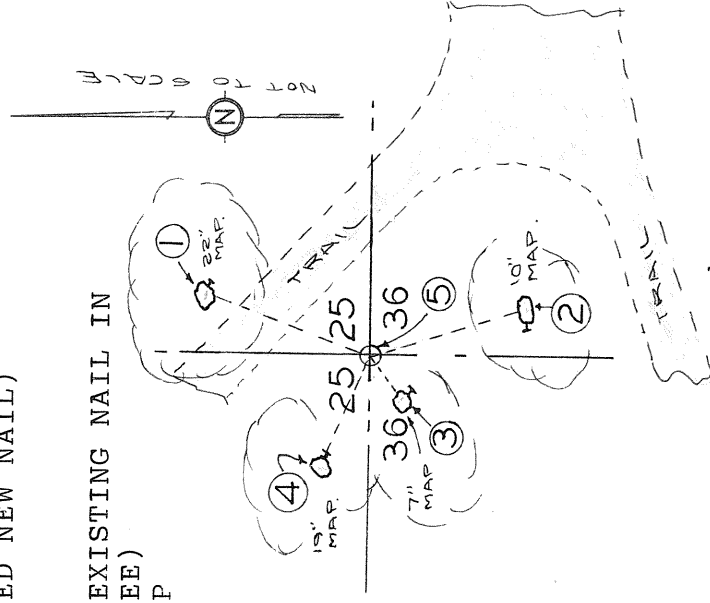 ED NEW NAIL)
EXISTING NAIL IN
EE)
P
NOT TO SCALE
N
1
22"
MAP.
TRAIL
25
25
36
36
5
10"
MAP.
2
3
7"
MAP
4
19"
MAP.
TRAIL